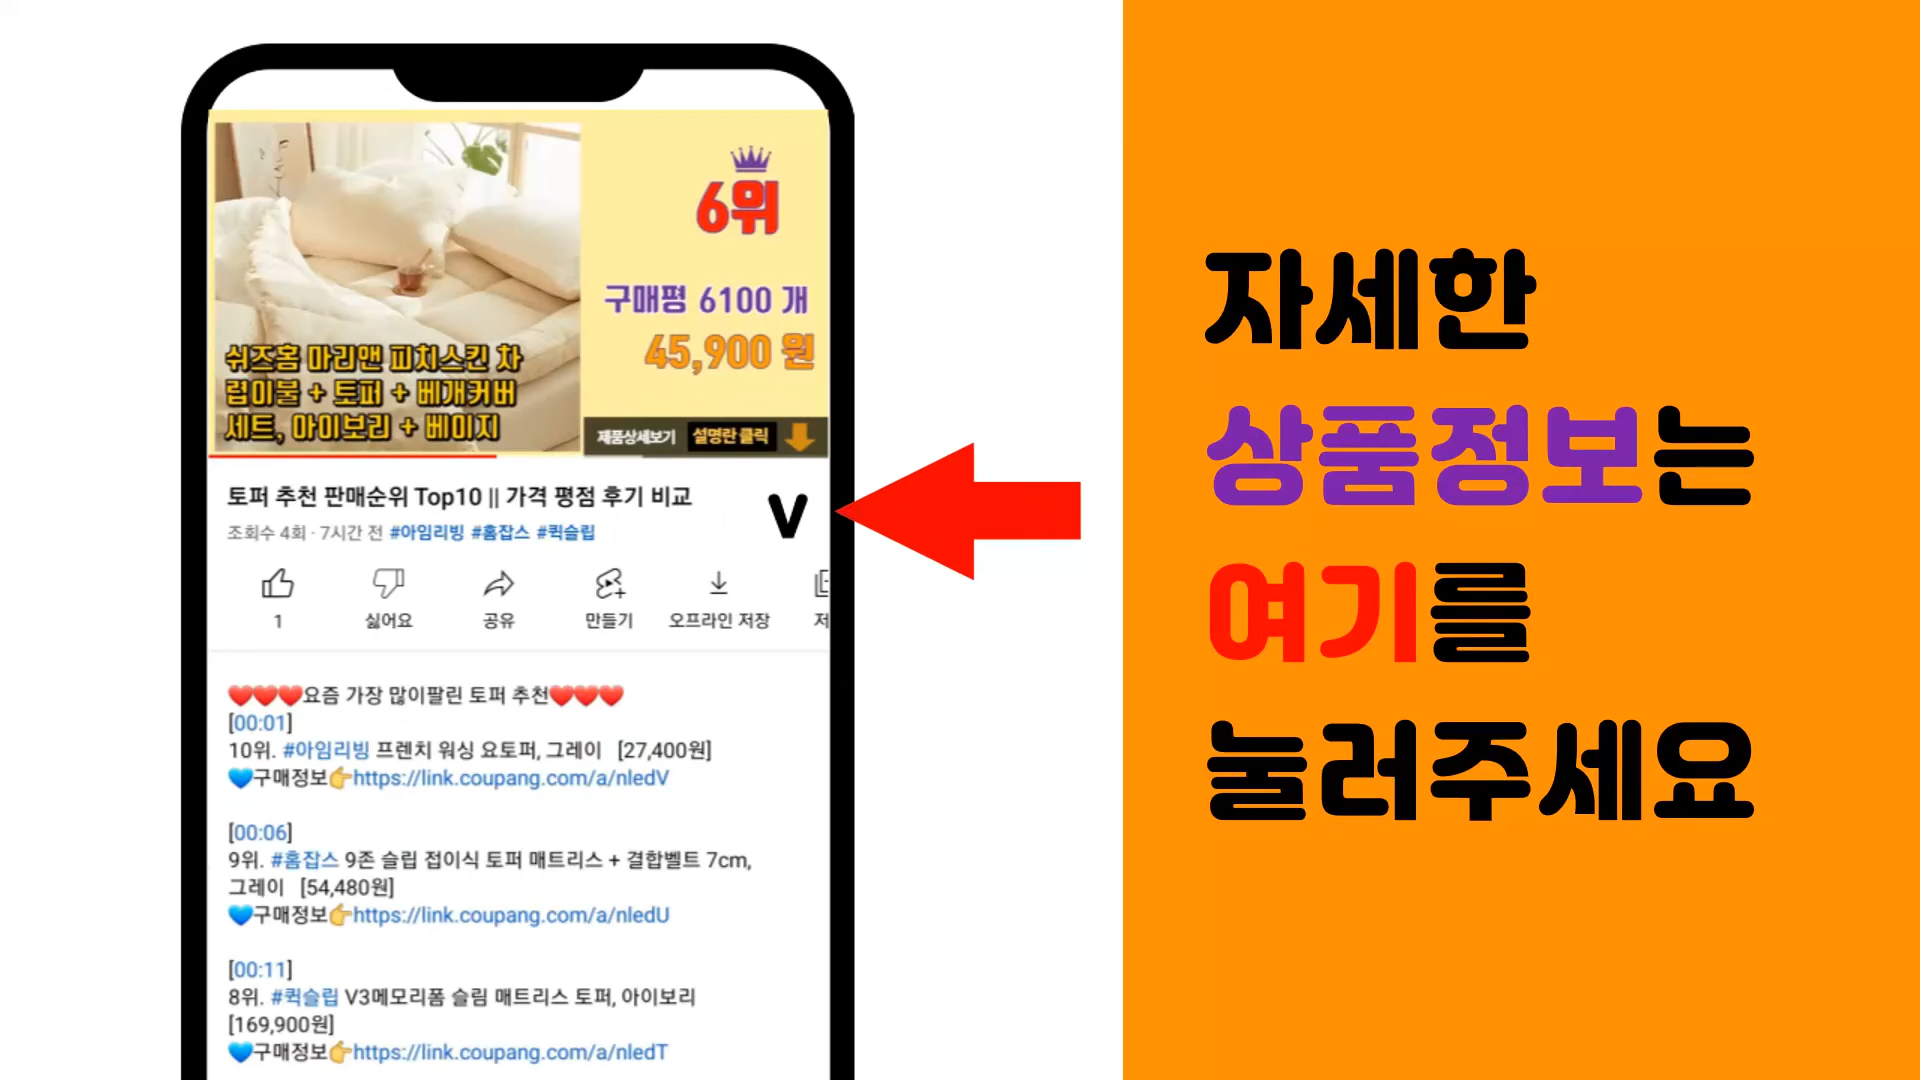 6위
구매평 6100 개
45,900 원
쉬즈홈 마리앤 피치스킨 차
렵이불 + 토퍼 + 베개커버
세트, 아이보리 + 베이지
제품상세보기 설명란 클릭
토퍼 추천 판매순위 Top10 || 가격 평점 후기 비교
V
조회수 4회 · 7시간 전 #아임리빙 #홈잡스 #퀵슬립
1 싫어요 공유 만들기 오프라인 저장 저
❤️❤️❤️요즘 가장 많이팔린 토퍼 추천❤️❤️❤️
[00:01]
10위. #아임리빙 프렌치 워싱 요토퍼, 그레이 [27,400원]
💙구매정보👉https://link.coupang.com/a/nledV
[00:06]
9위. #홈잡스 9존 슬립 접이식 토퍼 매트리스 + 결합벨트 7cm,
그레이 [54,480원]
💙구매정보👉https://link.coupang.com/a/nledU
[00:11]
8위. #퀵슬립 V3메모리폼 슬림 매트리스 토퍼, 아이보리
[169,900원]
💙구매정보👉https://link.coupang.com/a/nledT
자세한
상품정보는
여기를
눌러주세요